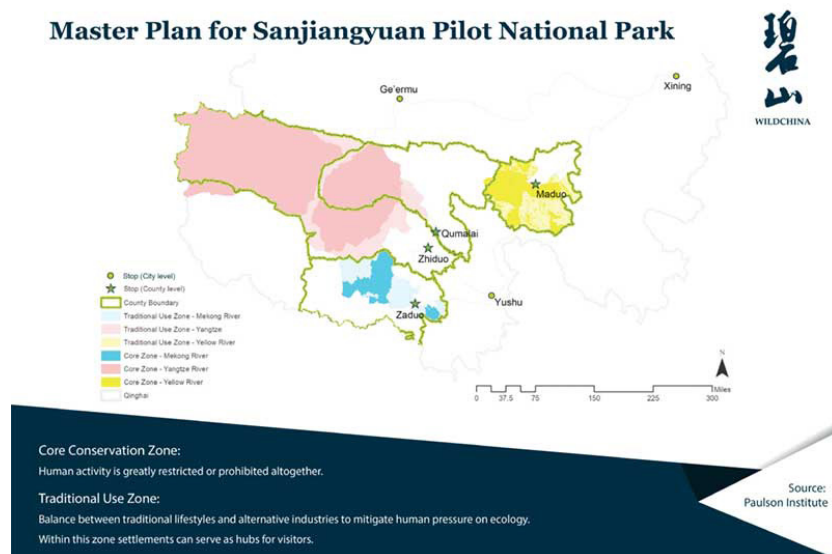 Master Plan for Sanjiangyuan Pilot National Park
碧山
WILDCHINA
Ge'ermu
Xining
Maduo
Qumalai
Zhiduo
Zaduo
Yushu
Stop (City level)
Stop (County level)
County Boundary
Traditional Use Zone - Mekong River
Traditional Use Zone - Yangtze
Traditional Use Zone - Yellow River
Core Zone - Mekong River
Core Zone - Yangtze River
Core Zone - Yellow River
Qinghai
N
Miles
0 37.5 75 150 225 300
Core Conservation Zone:
Human activity is greatly restricted or prohibited altogether.
Traditional Use Zone:
Balance between traditional lifestyles and alternative industries to mitigate human pressure on ecology.
Within this zone settlements can serve as hubs for visitors.
Source:
Paulson Institute